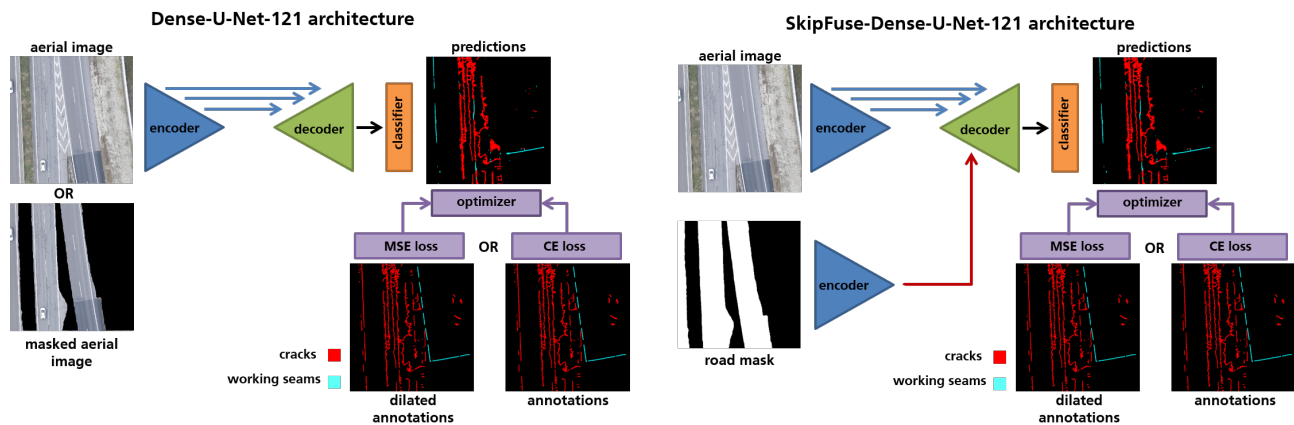 Dense-U-Net-121 architecture
aerial image
predictions
encoder
decoder
classifier
OR
optimizer
MSE loss
OR
CE loss
masked aerial
image
cracks
working seams
dilated
annotations
annotations
SkipFuse-Dense-U-Net-121 architecture
aerial image
predictions
encoder
decoder
classifier
optimizer
MSE loss
OR
CE loss
encoder
road mask
cracks
working seams
dilated
annotations
annotations